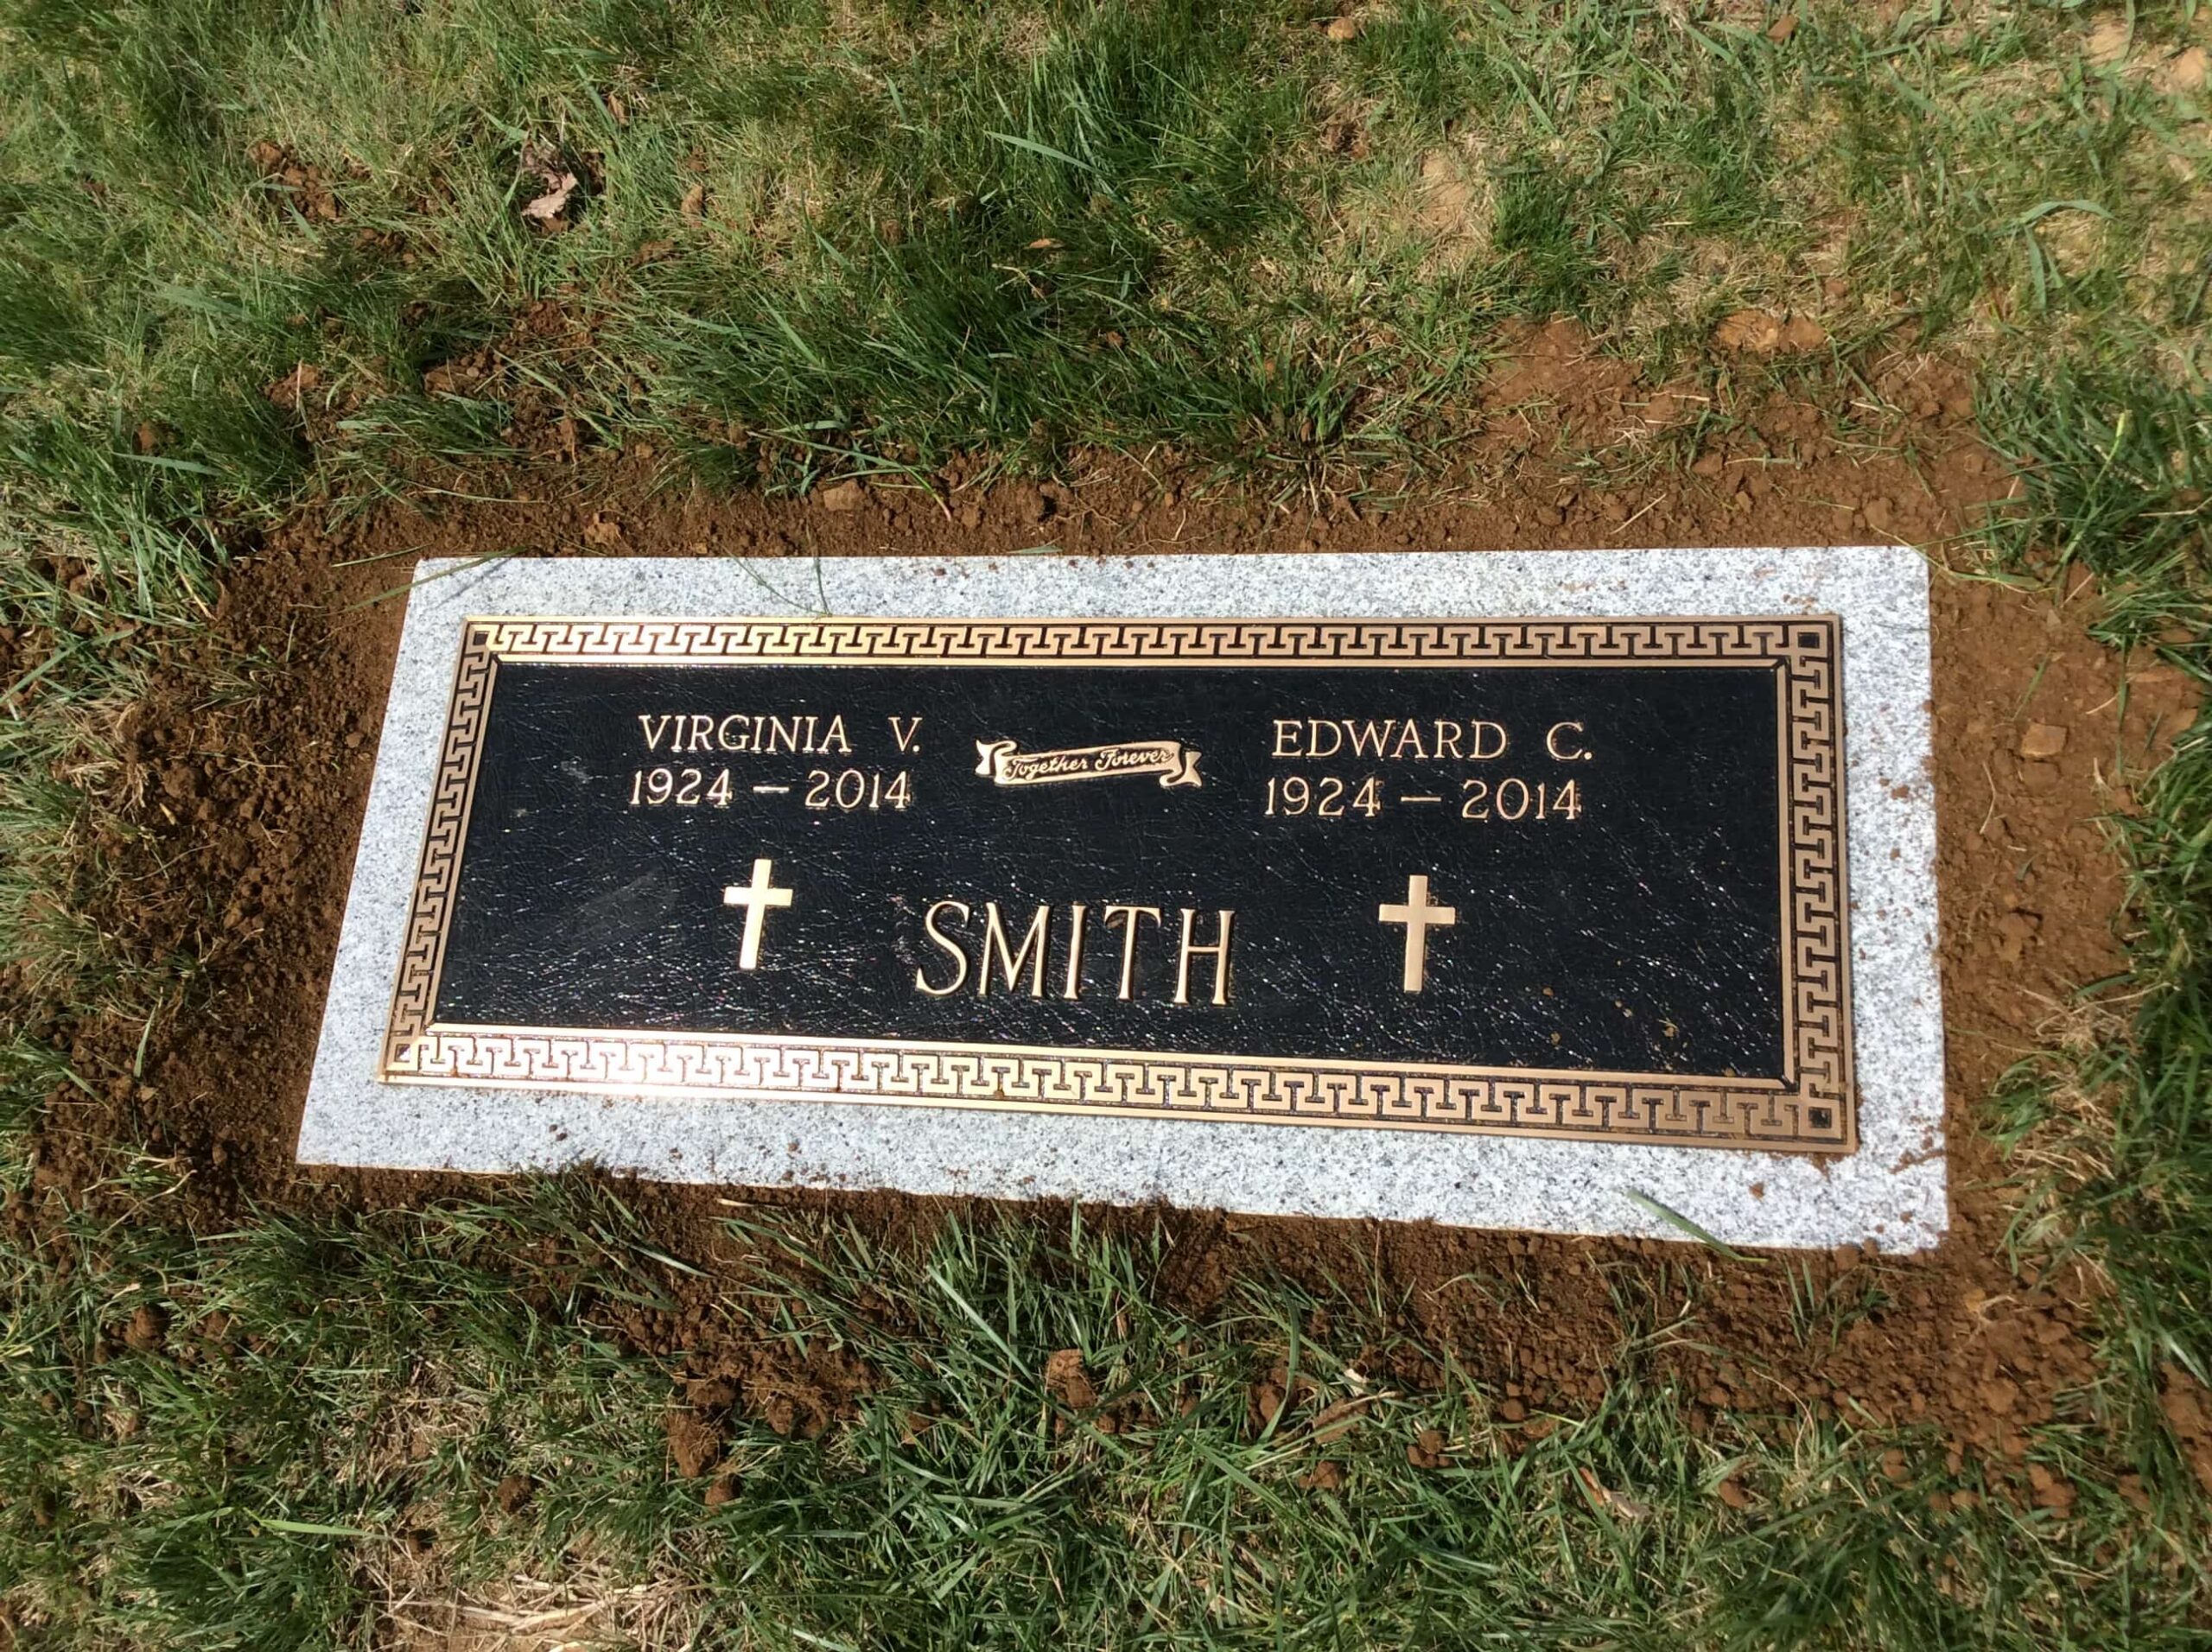 VIRGINIA V.
1924 – 2014
Together Forever
EDWARD C.
1924 – 2014
SMITH